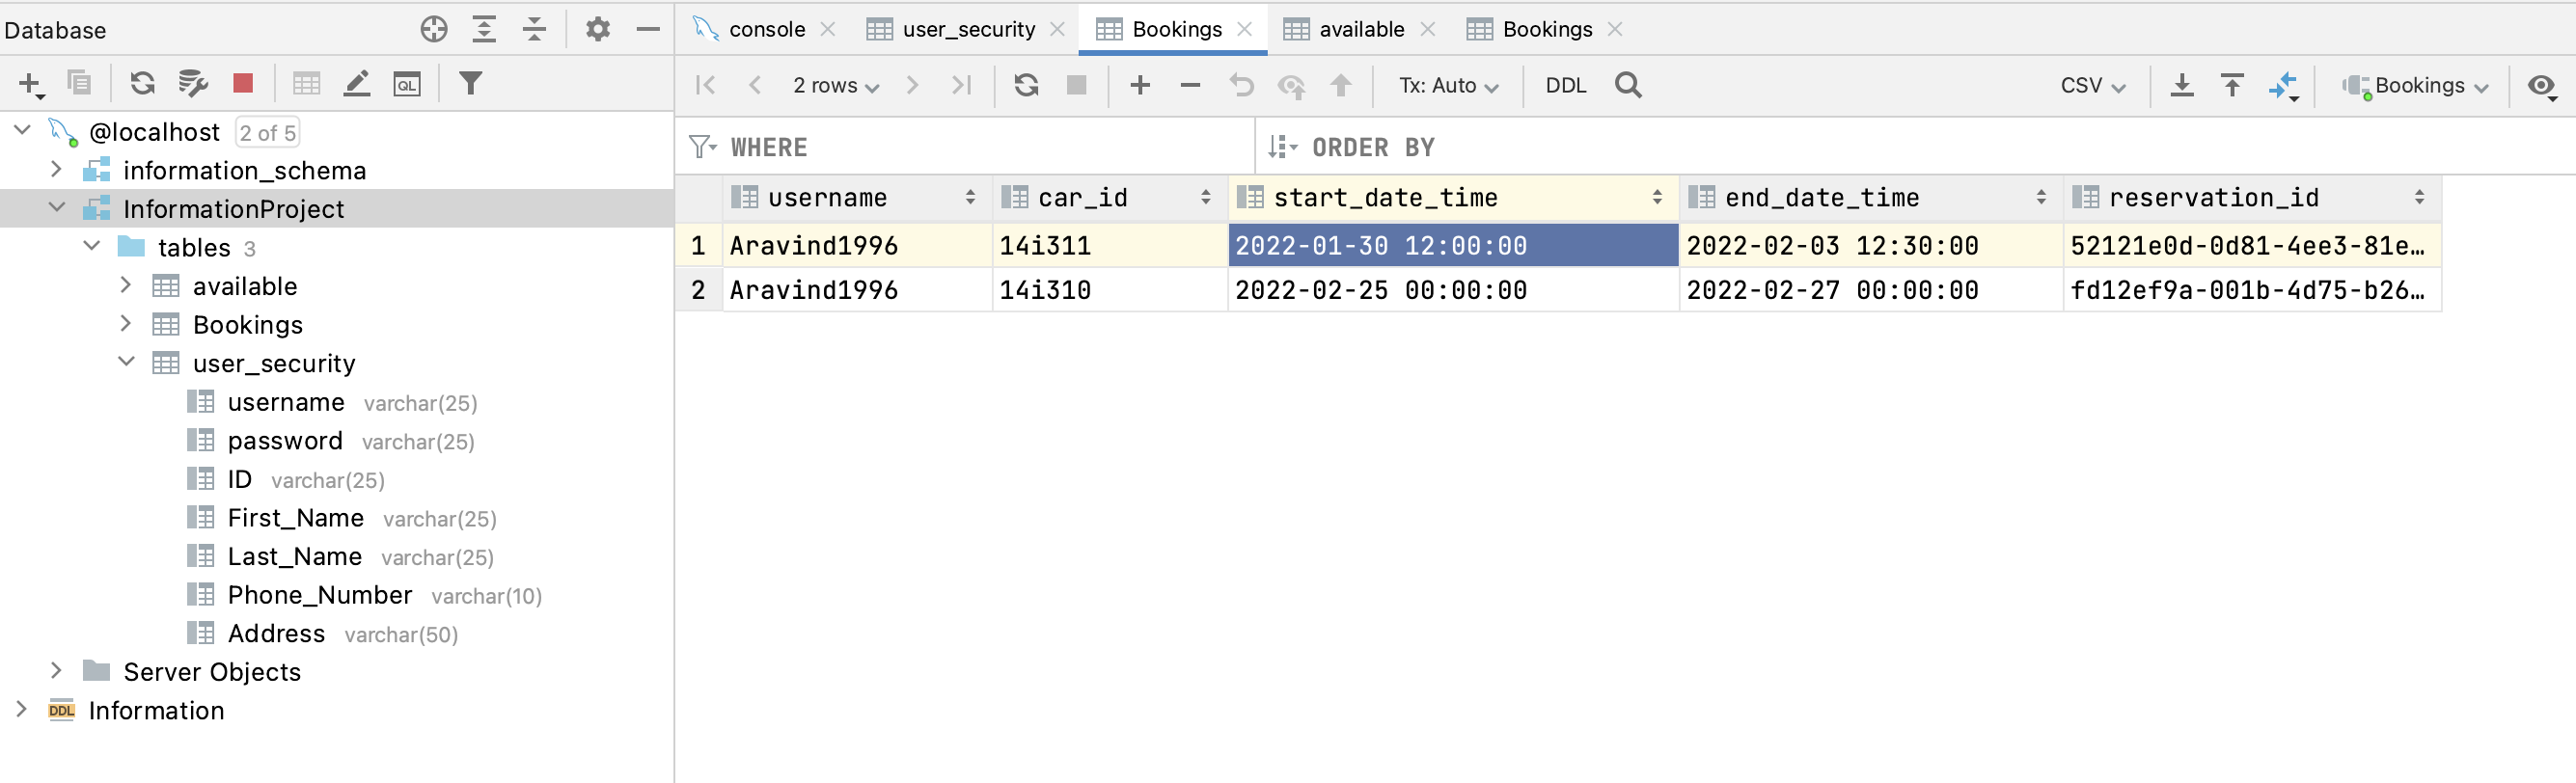 Database
console
user_security
Bookings
available
Bookings
2 rows
Tx: Auto
DDL
CSV
Bookings
QL
@localhost 2 of 5
information_schema
InformationProject
tables 3
available
Bookings
user_security
username varchar(25)
password varchar(25)
ID varchar(25)
First_Name varchar(25)
Last_Name varchar(25)
Phone_Number varchar(10)
Address varchar(50)
Server Objects
DDL Information
WHERE
ORDER BY
username car_id start_date_time end_date_time reservation_id
1 Aravind1996 14i311 2022-01-30 12:00:00 2022-02-03 12:30:00 52121e0d-0d81-4ee3-81e…
2 Aravind1996 14i310 2022-02-25 00:00:00 2022-02-27 00:00:00 fd12ef9a-001b-4d75-b26…